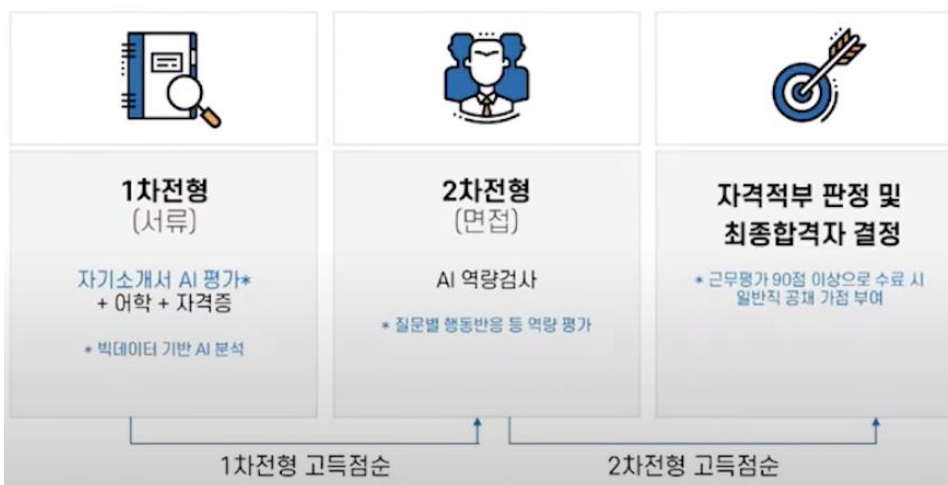 1차전형
(서류)
자기소개서 AI 평가*
+ 어학 + 자격증
* 빅데이터 기반 AI 분석
2차전형
(면접)
AI 역량검사
* 질문별 행동반응 등 역량 평가
자격적부 판정 및
최종합격자 결정
* 근무평가 90점 이상으로 수료 시
일반직 공채 가점 부여
1차전형 고득점순
2차전형 고득점순